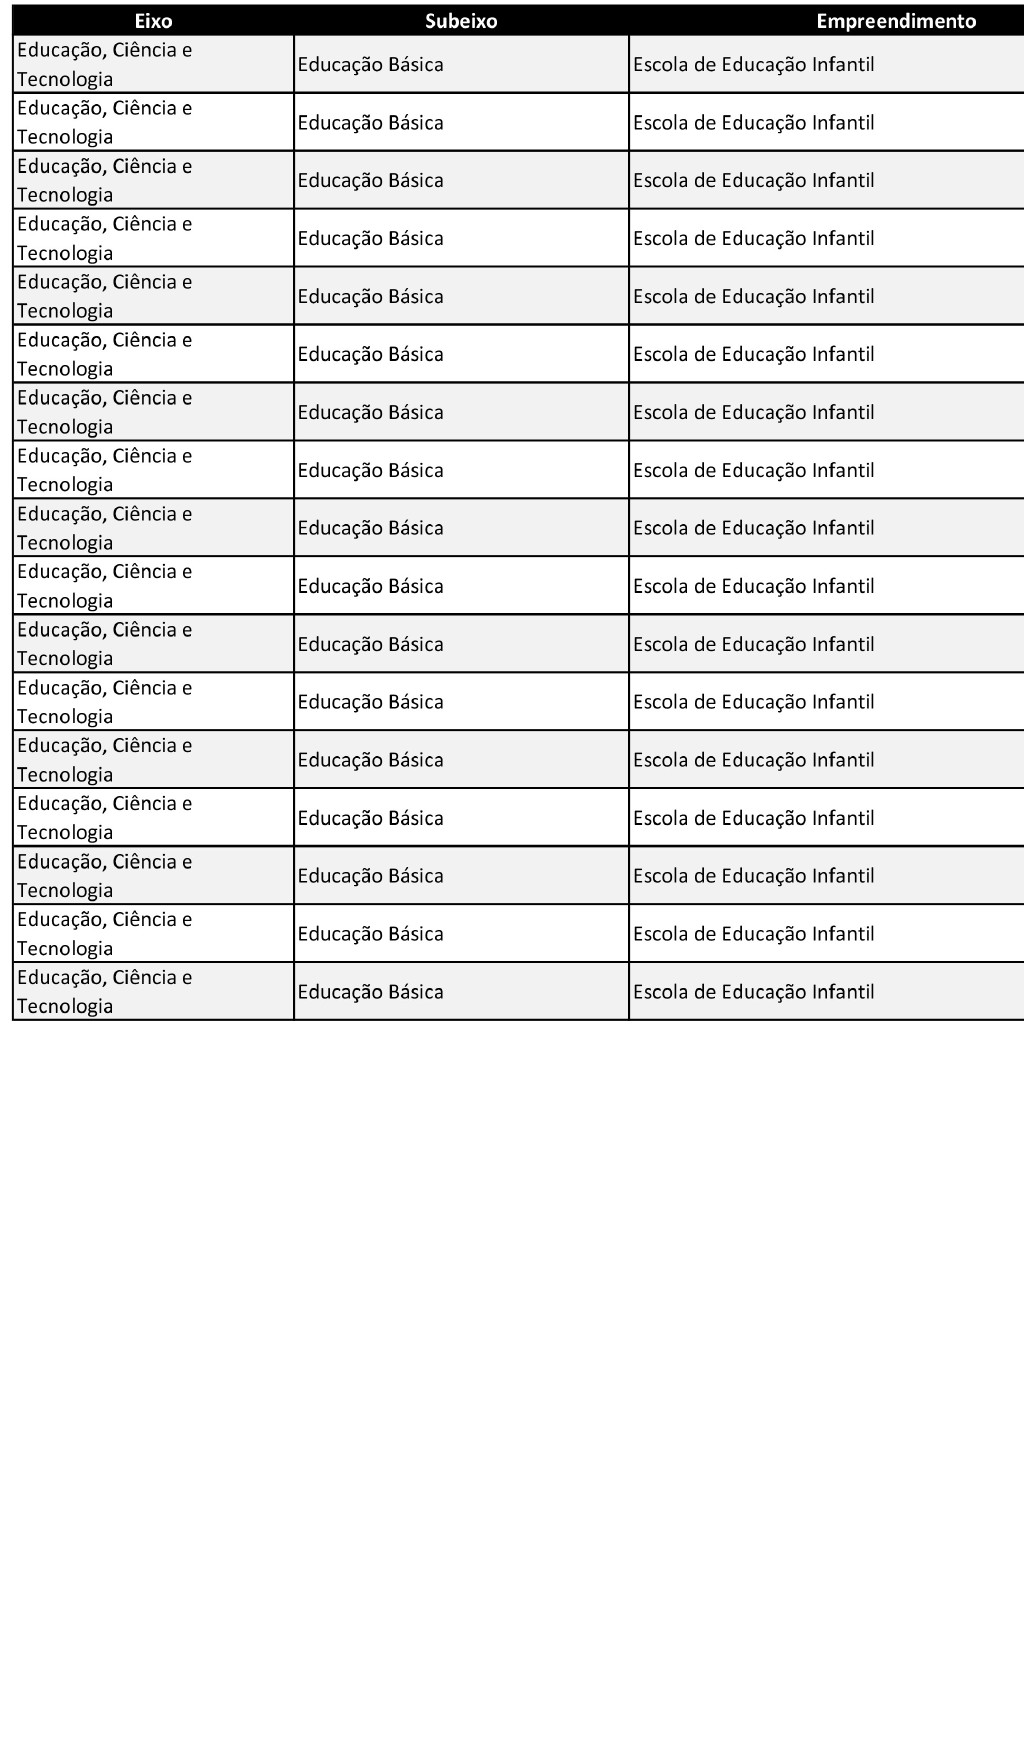 Eixo Subeixo Empreendimento
Educação, Ciência e
Tecnologia
Educação Básica
Escola de Educação Infantil
Educação, Ciência e
Tecnologia
Educação Básica
Escola de Educação Infantil
Educação, Ciência e
Tecnologia
Educação Básica
Escola de Educação Infantil
Educação, Ciência e
Tecnologia
Educação Básica
Escola de Educação Infantil
Educação, Ciência e
Tecnologia
Educação Básica
Escola de Educação Infantil
Educação, Ciência e
Tecnologia
Educação Básica
Escola de Educação Infantil
Educação, Ciência e
Tecnologia
Educação Básica
Escola de Educação Infantil
Educação, Ciência e
Tecnologia
Educação Básica
Escola de Educação Infantil
Educação, Ciência e
Tecnologia
Educação Básica
Escola de Educação Infantil
Educação, Ciência e
Tecnologia
Educação Básica
Escola de Educação Infantil
Educação, Ciência e
Tecnologia
Educação Básica
Escola de Educação Infantil
Educação, Ciência e
Tecnologia
Educação Básica
Escola de Educação Infantil
Educação, Ciência e
Tecnologia
Educação Básica
Escola de Educação Infantil
Educação, Ciência e
Tecnologia
Educação Básica
Escola de Educação Infantil
Educação, Ciência e
Tecnologia
Educação Básica
Escola de Educação Infantil
Educação, Ciência e
Tecnologia
Educação Básica
Escola de Educação Infantil
Educação, Ciência e
Tecnologia
Educação Básica
Escola de Educação Infantil